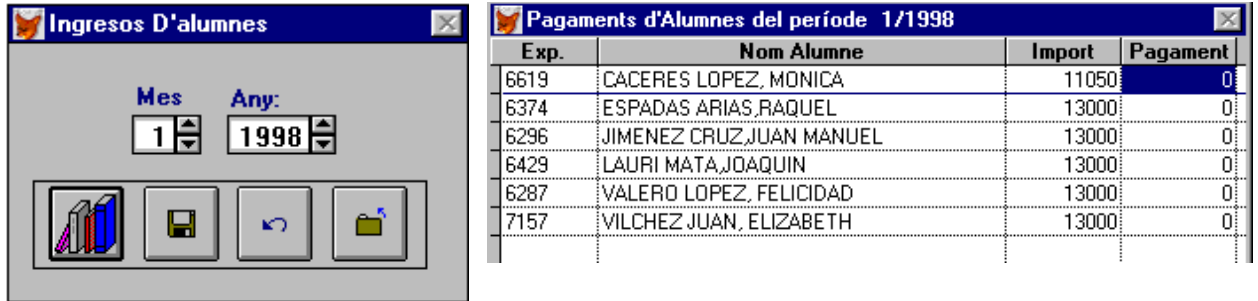 Ingresos D'alumnes
Mes Any:
1 1998
Pagaments d'Alumnes del període 1/1998
Exp. Nom Alumne Import Pagament
6619 CACERES LOPEZ, MONICA 11050 0
6374 ESPADAS ARIAS,RAQUEL 13000 0
6296 JIMENEZ CRUZ,JUAN MANUEL 13000 0
6429 LAURI MATA,JOAQUIN 13000 0
6287 VALERO LOPEZ, FELICIDAD 13000 0
7157 VILCHEZ JUAN, ELIZABETH 13000 0